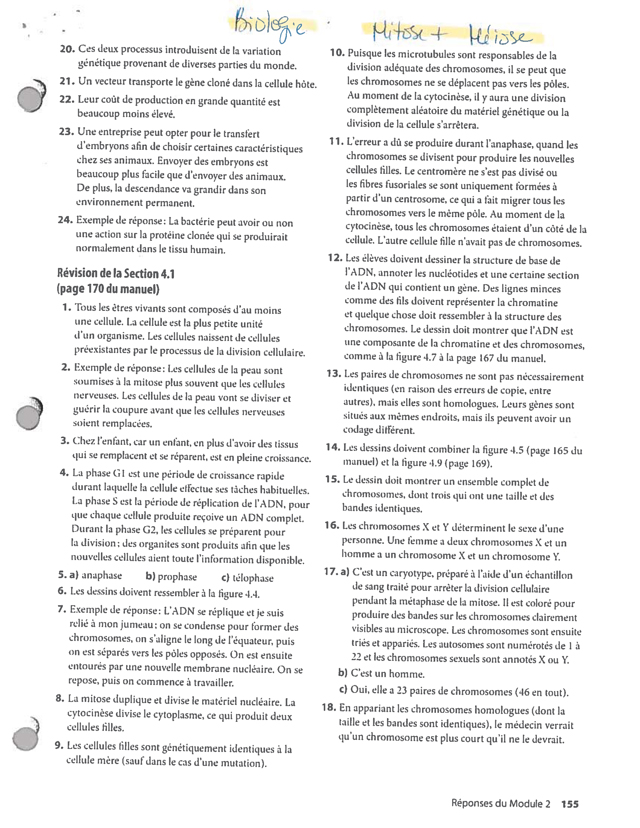 Biologie
Mitose + Méiose
20. Ces deux processus introduisent de la variation
génétique provenant de diverses parties du monde.
21. Un vecteur transporte le gène cloné dans la cellule hôte.
22. Leur coût de production en grande quantité est
beaucoup moins élevé.
23. Une entreprise peut opter pour le transfert
d'embryons afin de choisir certaines caractéristiques
chez ses animaux. Envoyer des embryons est
beaucoup plus facile que d'envoyer des animaux.
De plus, la descendance va grandir dans son
environnement permanent.
24. Exemple de réponse : La bactérie peut avoir ou non
une action sur la protéine clonée qui se produirait
normalement dans le tissu humain.
Révision de la Section 4.1
(page 170 du manuel)
1. Tous les êtres vivants sont composés d'au moins
une cellule. La cellule est la plus petite unité
d'un organisme. Les cellules naissent de cellules
préexistantes par le processus de la division cellulaire.
2. Exemple de réponse : Les cellules de la peau sont
soumises à la mitose plus souvent que les cellules
nerveuses. Les cellules de la peau vont se diviser et
guérir la coupure avant que les cellules nerveuses
soient remplacées.
3. Chez l'enfant, car un enfant, en plus d'avoir des tissus
qui se remplacent et se réparent, est en pleine croissance.
4. La phase G1 est une période de croissance rapide
durant laquelle la cellule effectue ses tâches habituelles.
La phase S est la période de réplication de l'ADN, pour
que chaque cellule produite reçoive un ADN complet.
Durant la phase G2, les cellules se préparent pour
la division ; des organites sont produits afin que les
nouvelles cellules aient toute l'information disponible.
5. a) anaphase b) prophase c) télophase
6. Les dessins doivent ressembler à la figure 4.4.
7. Exemple de réponse : L'ADN se réplique et je suis
relié à mon jumeau ; on se condense pour former des
chromosomes, on s'aligne le long de l'équateur, puis
on est séparés vers les pôles opposés. On est ensuite
entourés par une nouvelle membrane nucléaire. On se
repose, puis on commence à travailler.
8. La mitose duplique et divise le matériel nucléaire. La
cytocinèse divise le cytoplasme, ce qui produit deux
cellules filles.
9. Les cellules filles sont génétiquement identiques à la
cellule mère (sauf dans le cas d'une mutation).
10. Puisque les microtubules sont responsables de la
division adéquate des chromosomes, il se peut que
les chromosomes ne se déplacent pas vers les pôles.
Au moment de la cytocinèse, il y aura une division
complètement aléatoire du matériel génétique ou la
division de la cellule s'arrêtera.
11. L'erreur a dû se produire durant l'anaphase, quand les
chromosomes se divisent pour produire les nouvelles
cellules filles. Le centromère ne s'est pas divisé ou
les fibres fusoriales se sont uniquement formées à
partir d'un centrosome, ce qui a fait migrer tous les
chromosomes vers le même pôle. Au moment de la
cytocinèse, tous les chromosomes étaient d'un côté de la
cellule. L'autre cellule fille n'avait pas de chromosomes.
12. Les élèves doivent dessiner la structure de base de
l'ADN, annoter les nucléotides et une certaine section
de l'ADN qui contient un gène. Des lignes minces
comme des fils doivent représenter la chromatine
et quelque chose doit ressembler à la structure des
chromosomes. Le dessin doit montrer que l'ADN est
une composante de la chromatine et des chromosomes,
comme à la figure 4.7 à la page 167 du manuel.
13. Les paires de chromosomes ne sont pas nécessairement
identiques (en raison des erreurs de copie, entre
autres), mais elles sont homologues. Leurs gènes sont
situés aux mêmes endroits, mais ils peuvent avoir un
codage différent.
14. Les dessins doivent combiner la figure 4.5 (page 165 du
manuel) et la figure 4.9 (page 169).
15. Le dessin doit montrer un ensemble complet de
chromosomes, dont trois qui ont une taille et des
bandes identiques.
16. Les chromosomes X et Y déterminent le sexe d'une
personne. Une femme a deux chromosomes X et un
homme a un chromosome X et un chromosome Y.
17. a) C'est un caryotype, préparé à l'aide d'un échantillon
de sang traité pour arrêter la division cellulaire
pendant la métaphase de la mitose. Il est coloré pour
produire des bandes sur les chromosomes clairement
visibles au microscope. Les chromosomes sont ensuite
triés et appariés. Les autosomes sont numérotés de 1 à
22 et les chromosomes sexuels sont annotés X ou Y.
b) C'est un homme.
c) Oui, elle a 23 paires de chromosomes (46 en tout).
18. En appariant les chromosomes homologues (dont la
taille et les bandes sont identiques), le médecin verrait
qu'un chromosome est plus court qu'il ne le devrait.
Réponses du Module 2 155